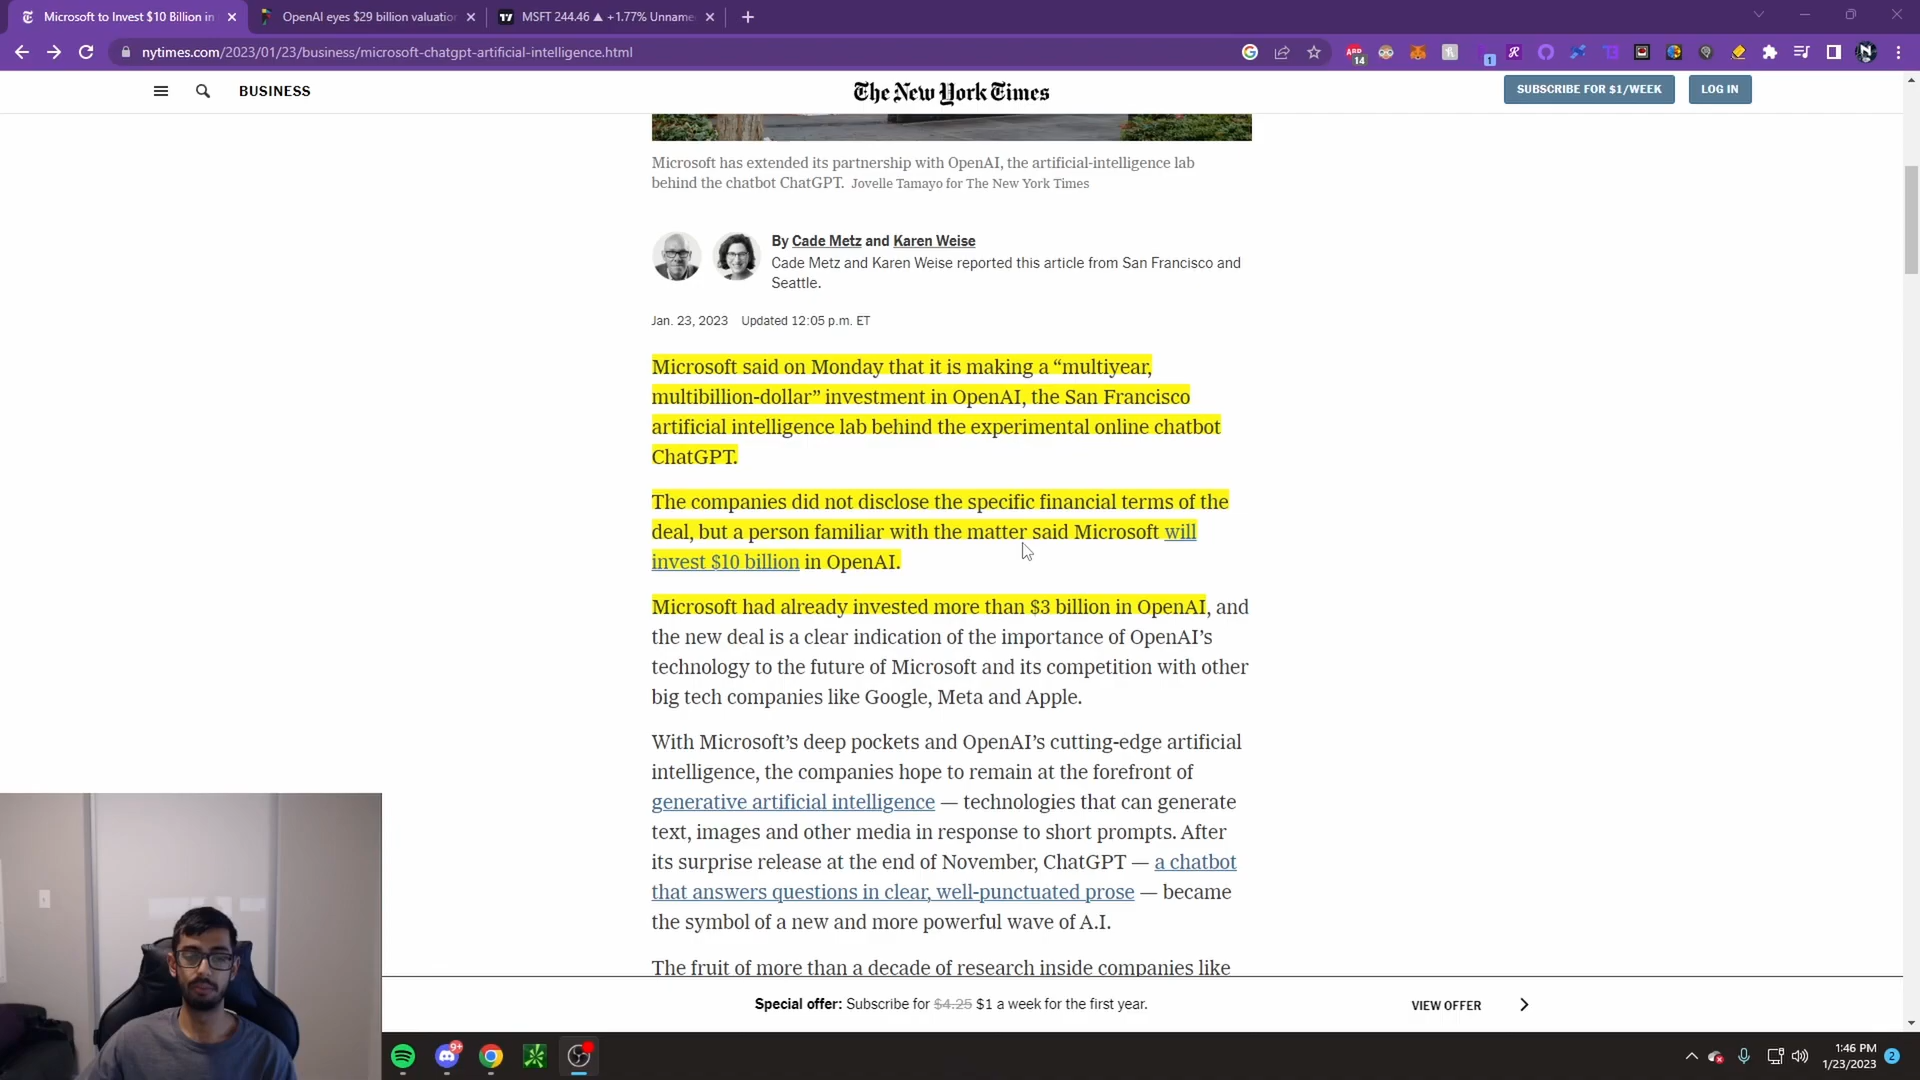 Microsoft to Invest $10 Billion in
OpenAI eyes $29 billion valuation
MSFT 244.46 ▲ +1.77% Unname
nytimes.com/2023/01/23/business/microsoft-chatgpt-artificial-intelligence.html
14
1
BUSINESS
The New York Times
SUBSCRIBE FOR $1/WEEK
LOG IN
Microsoft has extended its partnership with OpenAI, the artificial-intelligence lab
behind the chatbot ChatGPT. Jovelle Tamayo for The New York Times
By Cade Metz and Karen Weise
Cade Metz and Karen Weise reported this article from San Francisco and
Seattle.
Jan. 23, 2023 Updated 12:05 p.m. ET
Microsoft said on Monday that it is making a “multiyear,
multibillion-dollar” investment in OpenAI, the San Francisco
artificial intelligence lab behind the experimental online chatbot
ChatGPT.
The companies did not disclose the specific financial terms of the
deal, but a person familiar with the matter said Microsoft will
invest $10 billion in OpenAI.
Microsoft had already invested more than $3 billion in OpenAI, and
the new deal is a clear indication of the importance of OpenAI’s
technology to the future of Microsoft and its competition with other
big tech companies like Google, Meta and Apple.
With Microsoft’s deep pockets and OpenAI’s cutting-edge artificial
intelligence, the companies hope to remain at the forefront of
generative artificial intelligence — technologies that can generate
text, images and other media in response to short prompts. After
its surprise release at the end of November, ChatGPT — a chatbot
that answers questions in clear, well-punctuated prose — became
the symbol of a new and more powerful wave of A.I.
The fruit of more than a decade of research inside companies like
Special offer: Subscribe for $4.25 $1 a week for the first year.
VIEW OFFER
9+
1:46 PM
1/23/2023
2